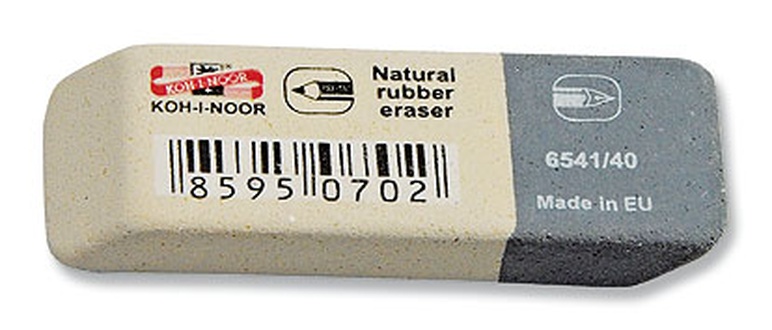 KOH-I-NOOR
KOH-I-NOOR
Natural
rubber
eraser
8595 0702
6541/40
Made in EU